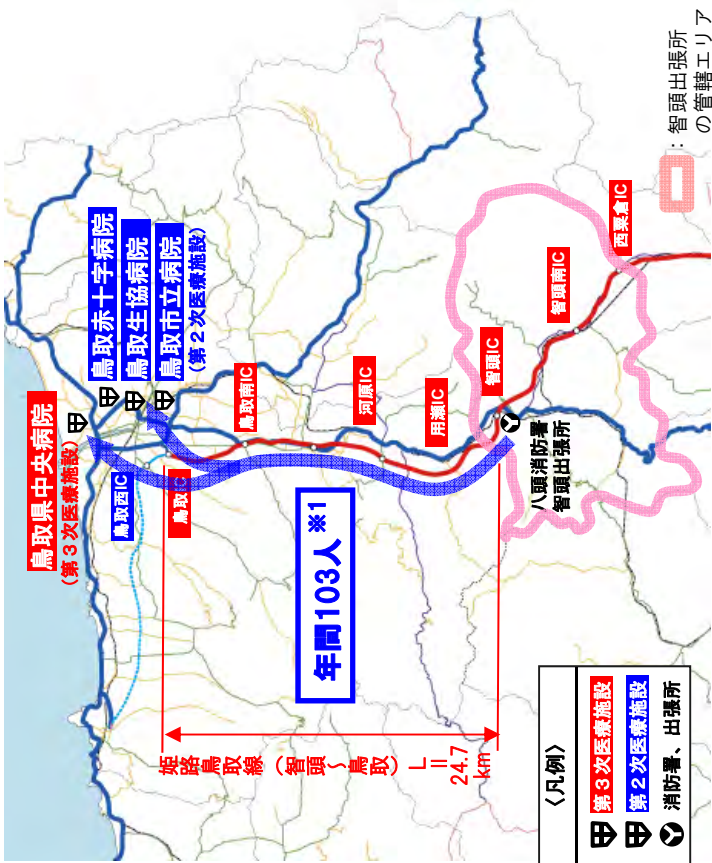 鳥取県中央病院
(第３次医療施設)
鳥取赤十字病院
鳥取生協病院
鳥取市立病院
(第２次医療施設)
鳥取西IC
鳥取IC
鳥取南IC
河原IC
用瀬IC
智頭IC
智頭南IC
西粟倉IC
八頭消防署
智頭出張所
年間103人 ※1
姫路鳥取線（智頭～鳥取）L＝24.7km
：智頭出張所
の管轄エリア
〈凡例〉
第３次医療施設
第２次医療施設
消防署、出張所